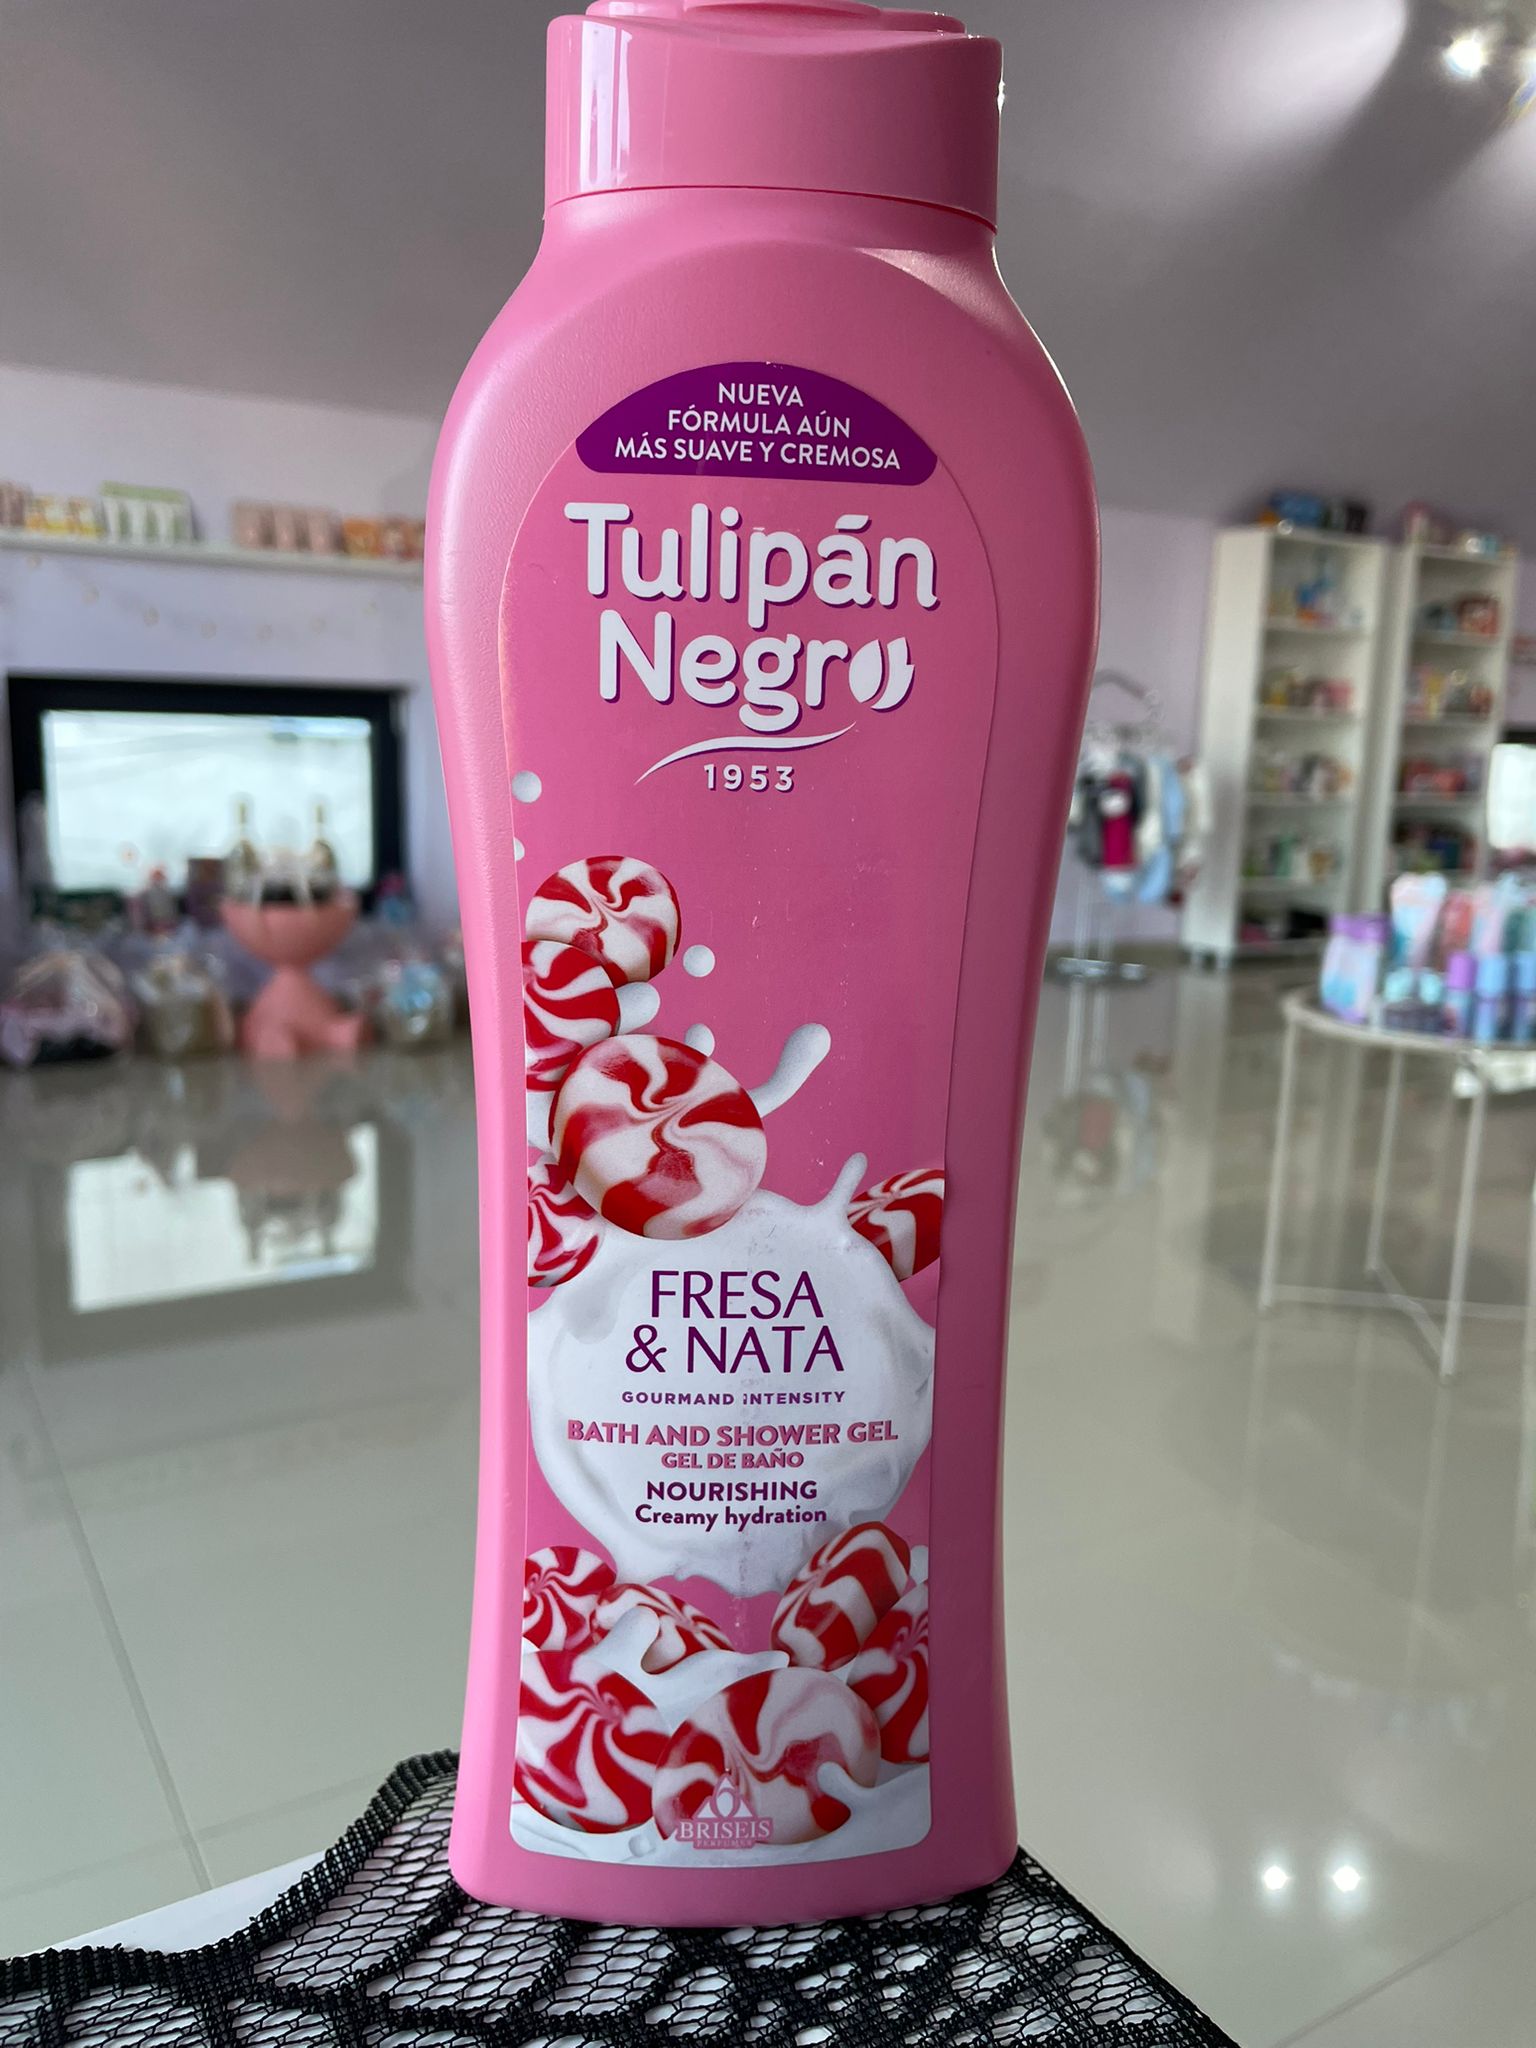 NUEVA
FÓRMULA AÚN
MÁS SUAVE Y CREMOSA
Tulipán
Negro
1953
FRESA
& NATA
GOURMAND INTENSITY
BATH AND SHOWER GEL
GEL DE BAÑO
NOURISHING
Creamy hydration
BRISEIS
PERFUMES